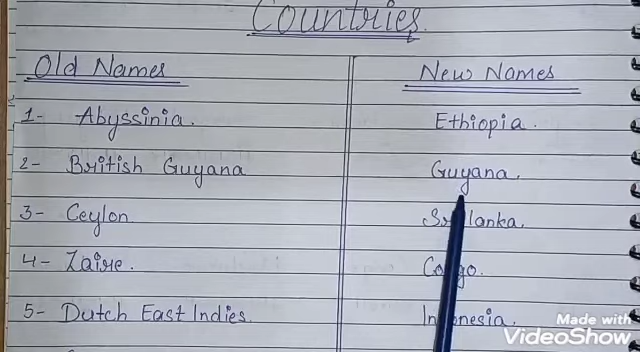 Countries
Old Names New Names
1- Abyssinia. Ethiopia.
2- British Guyana Guyana.
3- Ceylon Sri lanka.
4- Zaire. Congo.
5- Dutch East Indies Indonesia.
Made with
VideoShow